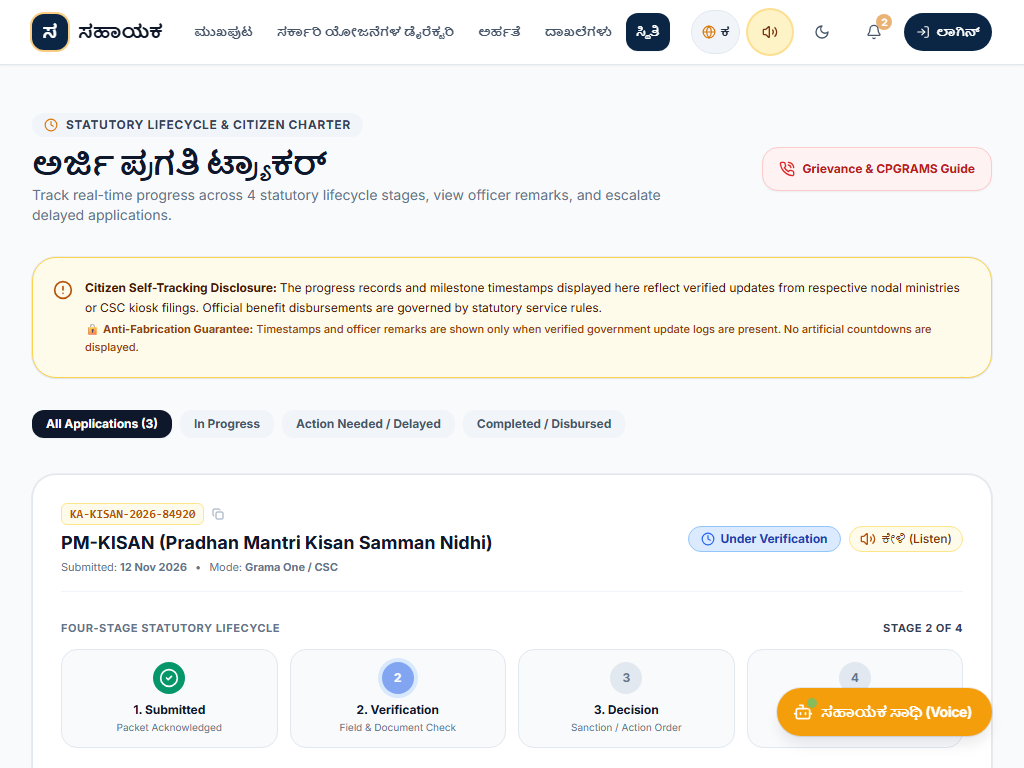 ಸ ಸಹಾಯಕ ಮುಖಪುಟ ಸರ್ಕಾರಿ ಯೋಜನೆಗಳ ಡೈರೆಕ್ಟರಿ ಅರ್ಹತೆ ದಾಖಲೆಗಳು ಸ್ಥಿತಿ ಕ 2 ಲಾಗಿನ್
STATUTORY LIFECYCLE & CITIZEN CHARTER
ಅರ್ಜಿ ಪ್ರಗತಿ ಟ್ರ್ಯಾಕರ್
Grievance & CPGRAMS Guide
Track real-time progress across 4 statutory lifecycle stages, view officer remarks, and escalate
delayed applications.
Citizen Self-Tracking Disclosure: The progress records and milestone timestamps displayed here reflect verified updates from respective nodal ministries
or CSC kiosk filings. Official benefit disbursements are governed by statutory service rules.
🔒 Anti-Fabrication Guarantee: Timestamps and officer remarks are shown only when verified government update logs are present. No artificial countdowns are
displayed.
All Applications (3) In Progress Action Needed / Delayed Completed / Disbursed
KA-KISAN-2026-84920
PM-KISAN (Pradhan Mantri Kisan Samman Nidhi)
Under Verification ಕೇಳಿ (Listen)
Submitted: 12 Nov 2026 • Mode: Grama One / CSC
FOUR-STAGE STATUTORY LIFECYCLE STAGE 2 OF 4
2 3 4
1. Submitted 2. Verification 3. Decision
Packet Acknowledged Field & Document Check Sanction / Action Order
ಸಹಾಯಕ ಸಾಥಿ (Voice)